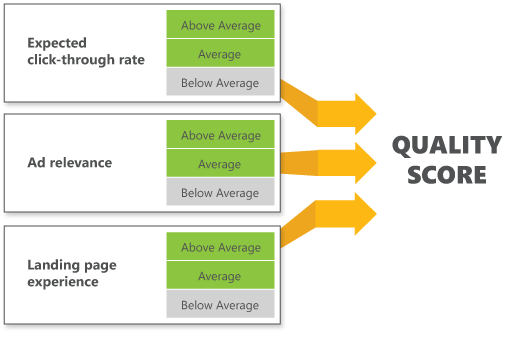 Expected
click-through rate
Above Average
Average
Below Average
Ad relevance
Above Average
Average
Below Average
Landing page
experience
Above Average
Average
Below Average
QUALITY
SCORE